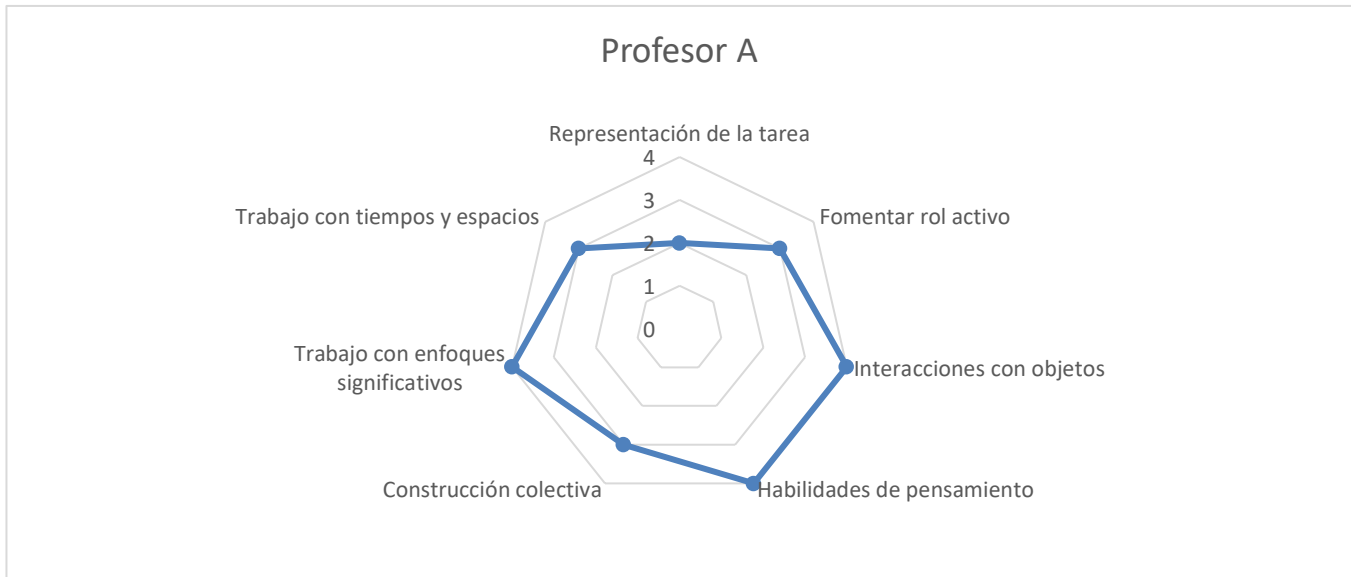 Profesor A
Representación de la tarea
4
3
2
1
0
Fomentar rol activo
Interacciones con objetos
Habilidades de pensamiento
Construcción colectiva
Trabajo con enfoques
significativos
Trabajo con tiempos y espacios